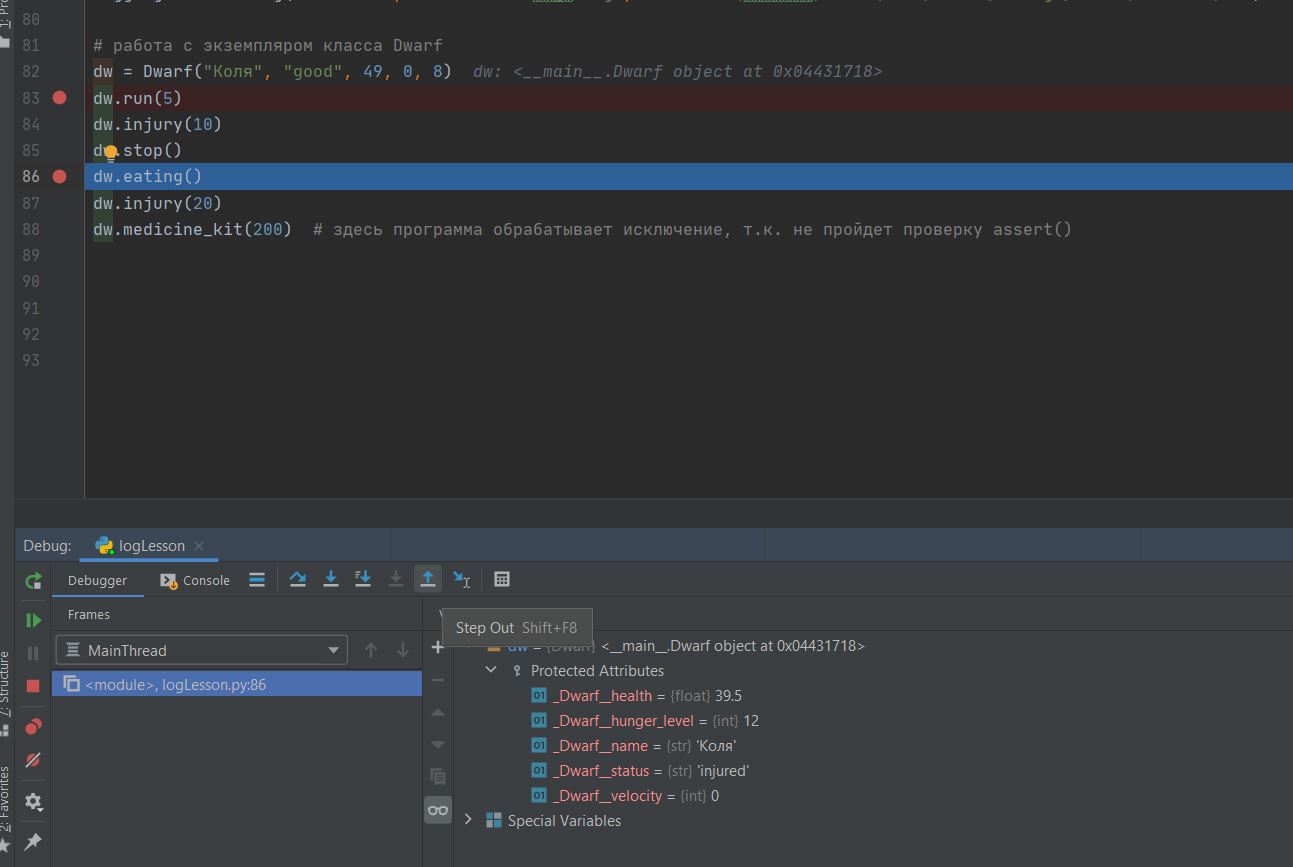 80
81 # работа с экземпляром класса Dwarf
82 dw = Dwarf("Коля", "good", 49, 0, 8) dw: <__main__.Dwarf object at 0x04431718>
83 dw.run(5)
84 dw.injury(10)
85 dw.stop()
86 dw.eating()
87 dw.injury(20)
88 dw.medicine_kit(200) # здесь программа обрабатывает исключение, т.к. не пройдет проверку assert()
89
90
91
92
93
Debug: logLesson
Debugger Console
Frames
Step Out Shift+F8
MainThread
dw = {Dwarf} <__main__.Dwarf object at 0x04431718>
Protected Attributes
<module>, logLesson.py:86
_Dwarf__health = {float} 39.5
_Dwarf__hunger_level = {int} 12
_Dwarf__name = {str} 'Коля'
_Dwarf__status = {str} 'injured'
_Dwarf__velocity = {int} 0
Special Variables
7: Structure
2: Favorites